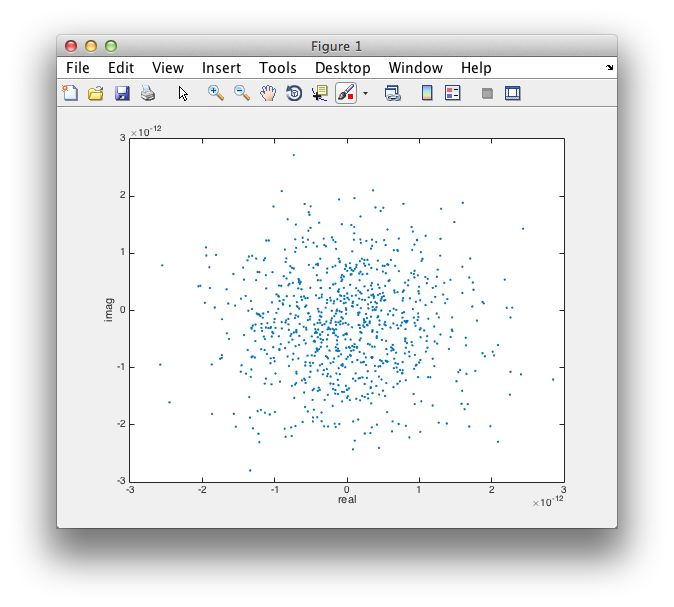 Figure 1
File Edit View Insert Tools Desktop Window Help
×10⁻¹²
3
2
1
0
-1
-2
-3
imag
-3 -2 -1 0 1 2 3
real
×10⁻¹²